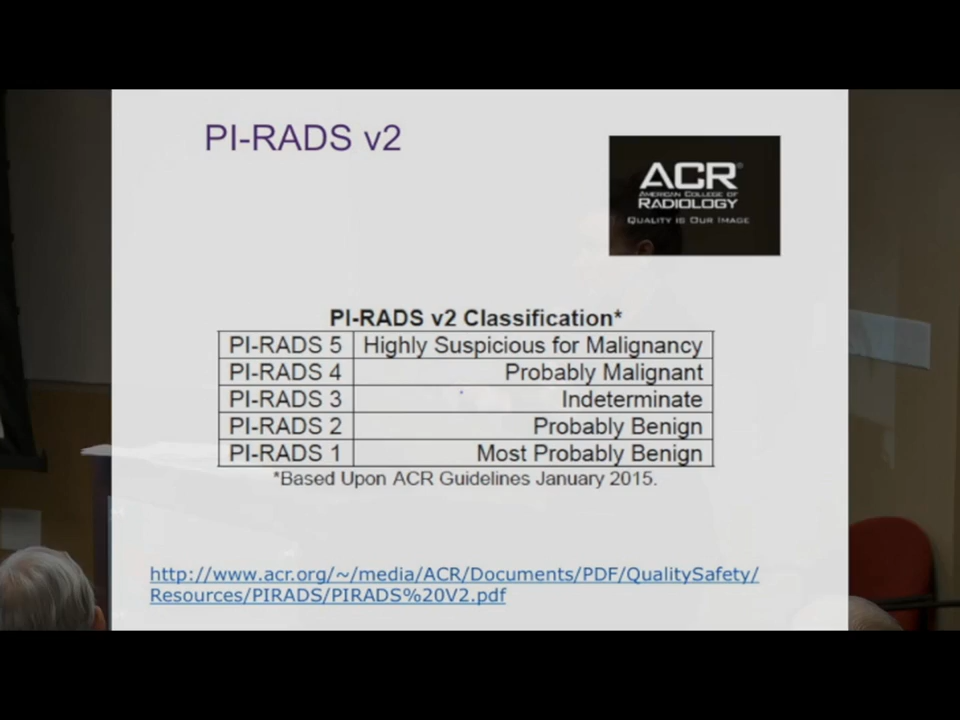 PI-RADS v2
ACR®
AMERICAN COLLEGE OF
RADIOLOGY
QUALITY IS OUR IMAGE
PI-RADS v2 Classification*
PI-RADS 5 Highly Suspicious for Malignancy
PI-RADS 4 Probably Malignant
PI-RADS 3 Indeterminate
PI-RADS 2 Probably Benign
PI-RADS 1 Most Probably Benign
*Based Upon ACR Guidelines January 2015.
http://www.acr.org/~/media/ACR/Documents/PDF/QualitySafety/
Resources/PIRADS/PIRADS%20V2.pdf